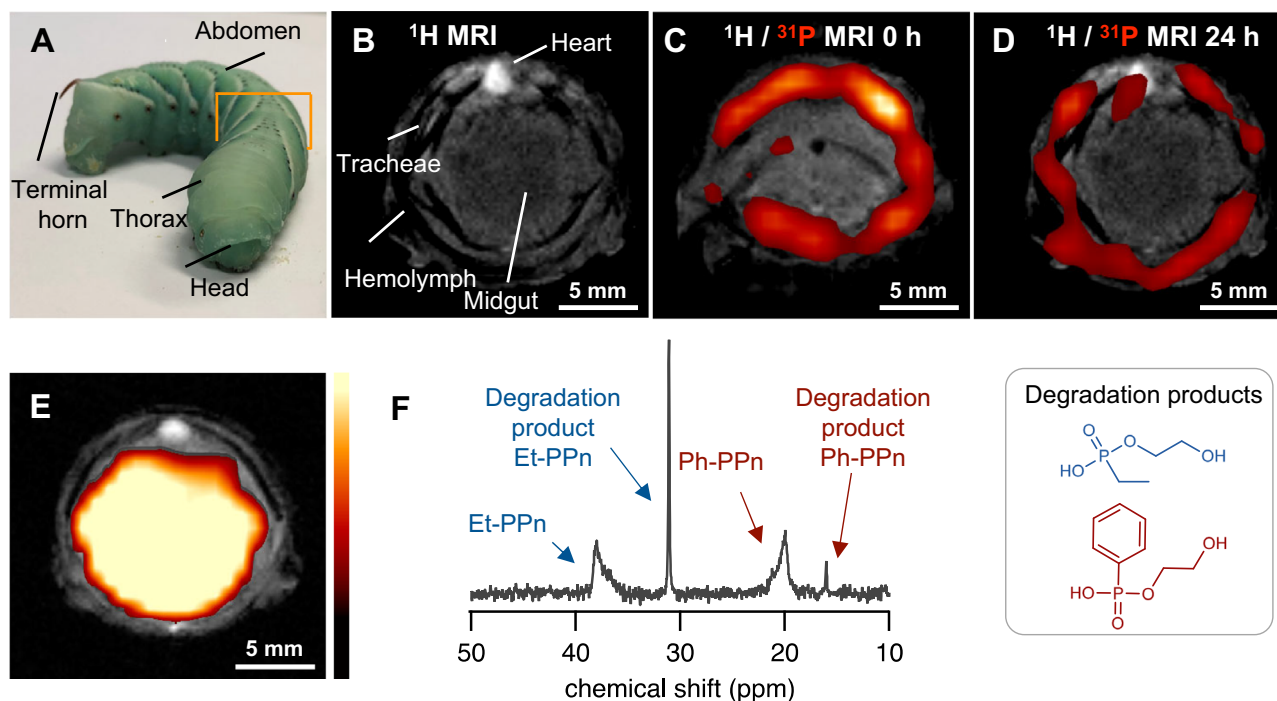 A
Abdomen
Terminal
horn
Thorax
Head
B
¹H MRI
Heart
Tracheae
Hemolymph
Midgut
5 mm
C
¹H / ³¹P MRI 0 h
5 mm
D
¹H / ³¹P MRI 24 h
5 mm
E
5 mm
F
Degradation
product
Et-PPn
Et-PPn
Ph-PPn
Degradation
product
Ph-PPn
50 40 30 20 10
chemical shift (ppm)
Degradation products
O
O
P
HO
OH
OH
HO
P
O
O